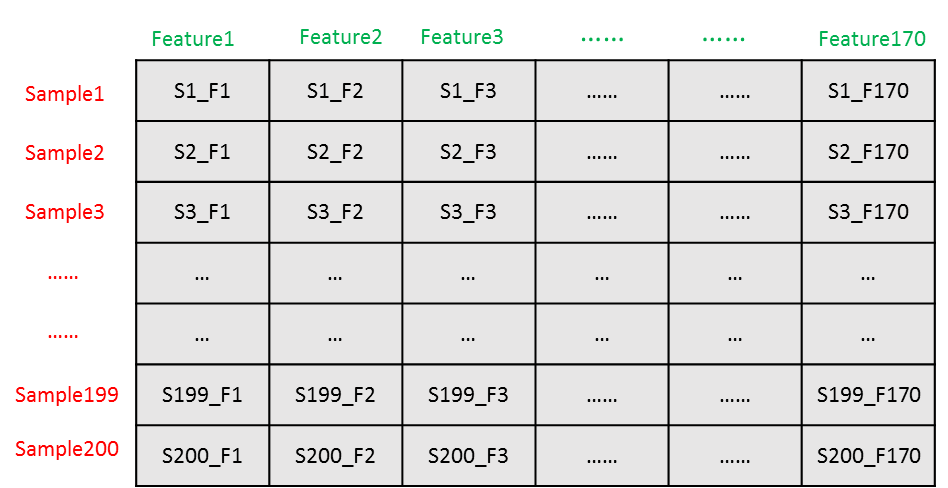 Feature1 Feature2 Feature3 ...... ...... Feature170
Sample1 S1_F1 S1_F2 S1_F3 ...... ...... S1_F170
Sample2 S2_F1 S2_F2 S2_F3 ...... ...... S2_F170
Sample3 S3_F1 S3_F2 S3_F3 ...... ...... S3_F170
...... ... ... ... ... ... ...
...... ... ... ... ... ... ...
Sample199 S199_F1 S199_F2 S199_F3 ...... ...... S199_F170
Sample200 S200_F1 S200_F2 S200_F3 ...... ...... S200_F170